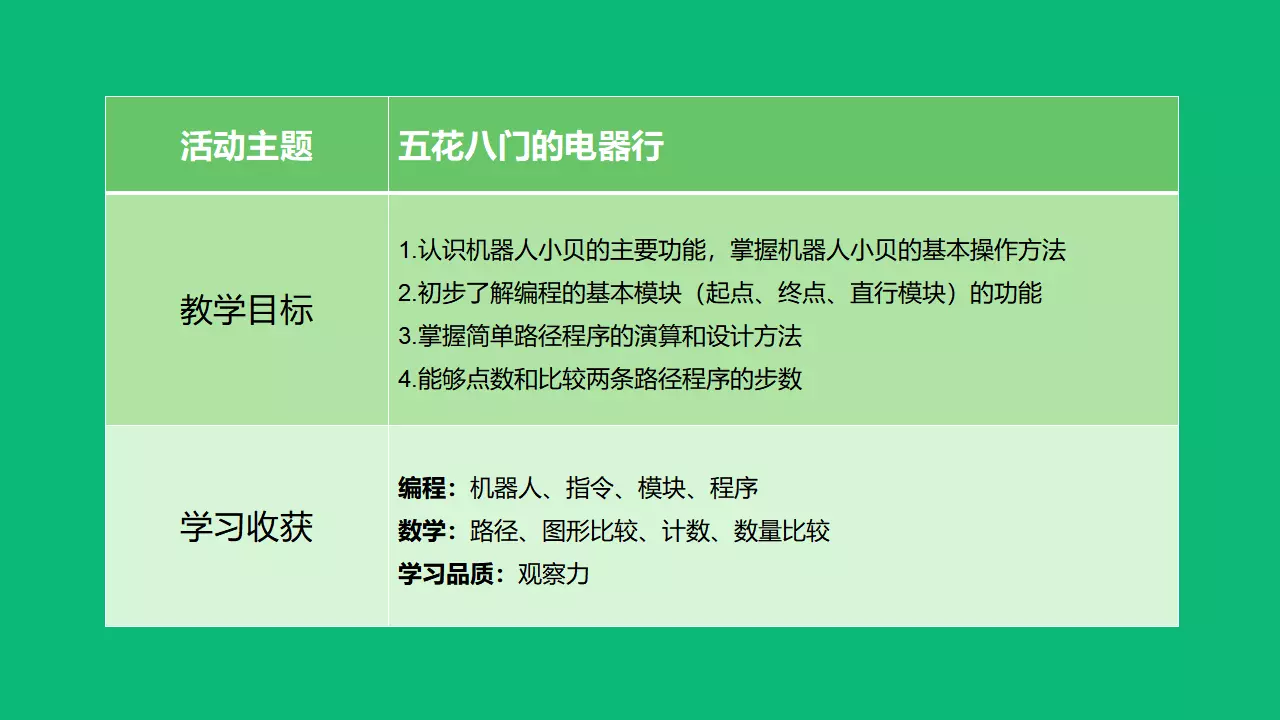 活动主题
五花八门的电器行
教学目标
1.认识机器人小贝的主要功能，掌握机器人小贝的基本操作方法
2.初步了解编程的基本模块（起点、终点、直行模块）的功能
3.掌握简单路径程序的演算和设计方法
4.能够点数和比较两条路径程序的步数
学习收获
编程：机器人、指令、模块、程序
数学：路径、图形比较、计数、数量比较
学习品质：观察力